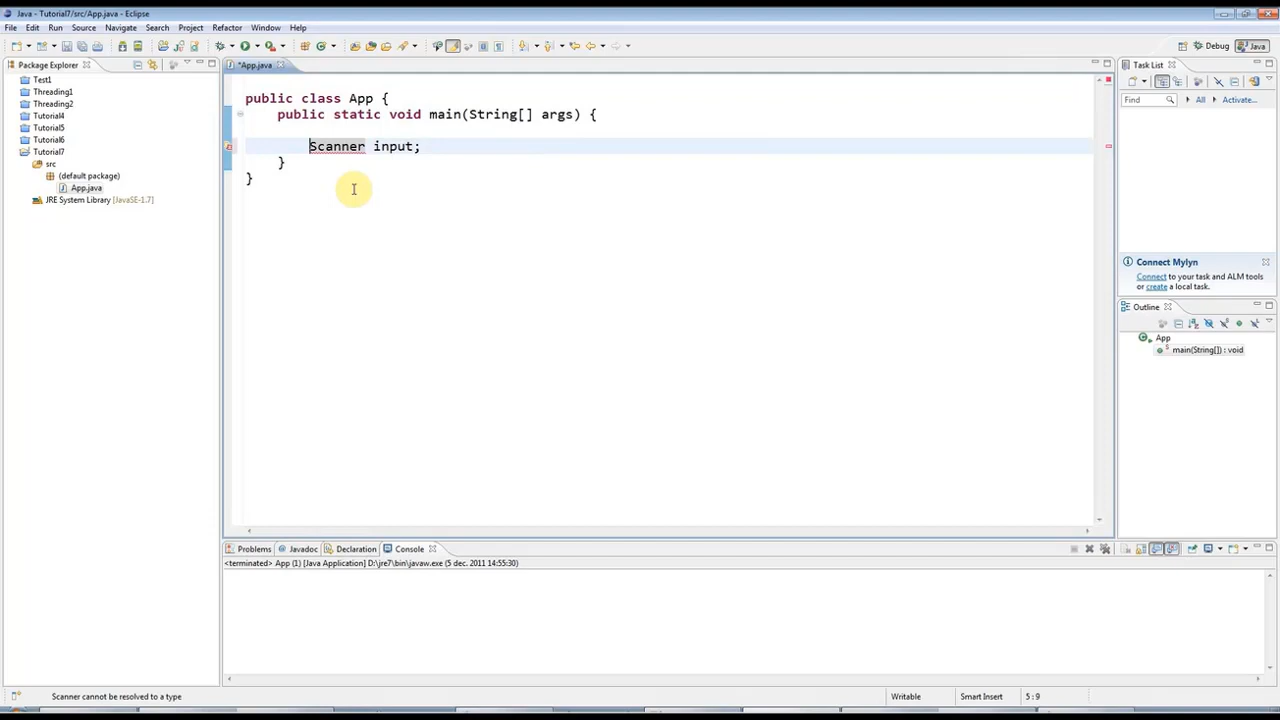 Java - Tutorial7/src/App.java - Eclipse
File Edit Run Source Navigate Search Project Refactor Window Help
Debug Java
Package Explorer
*App.java
Task List
Test1
Threading1
Threading2
Tutorial4
Tutorial5
Tutorial6
Tutorial7
src
(default package)
App.java
JRE System Library [JavaSE-1.7]
public class App {
public static void main(String[] args) {
Scanner input;
}
}
Find All Activate...
Connect Mylyn
Connect to your task and ALM tools
or create a local task.
Outline
App
main(String[]) : void
Problems Javadoc Declaration Console
<terminated> App (1) [Java Application] D:\jre7\bin\javaw.exe (5 dec. 2011 14:55:30)
Scanner cannot be resolved to a type Writable Smart Insert 5 : 9